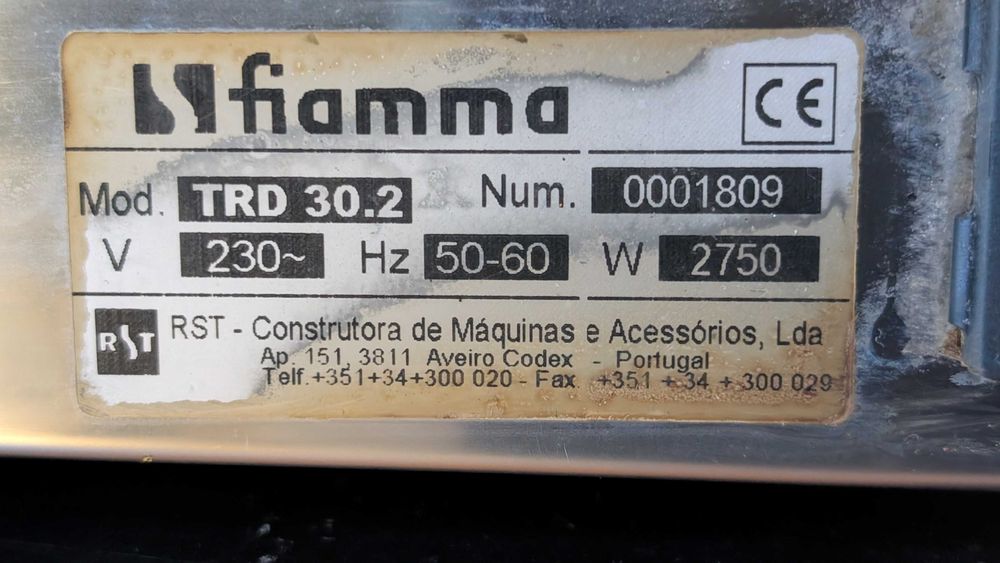 fiamma CE
Mod. TRD 30.2 Num. 0001809
V 230~ Hz 50-60 W 2750
RST RST - Construtora de Máquinas e Acessórios, Lda
Ap. 151, 3811 Aveiro Codex - Portugal
Telf.+351+34+300 020 - Fax +351 + 34 + 300 029